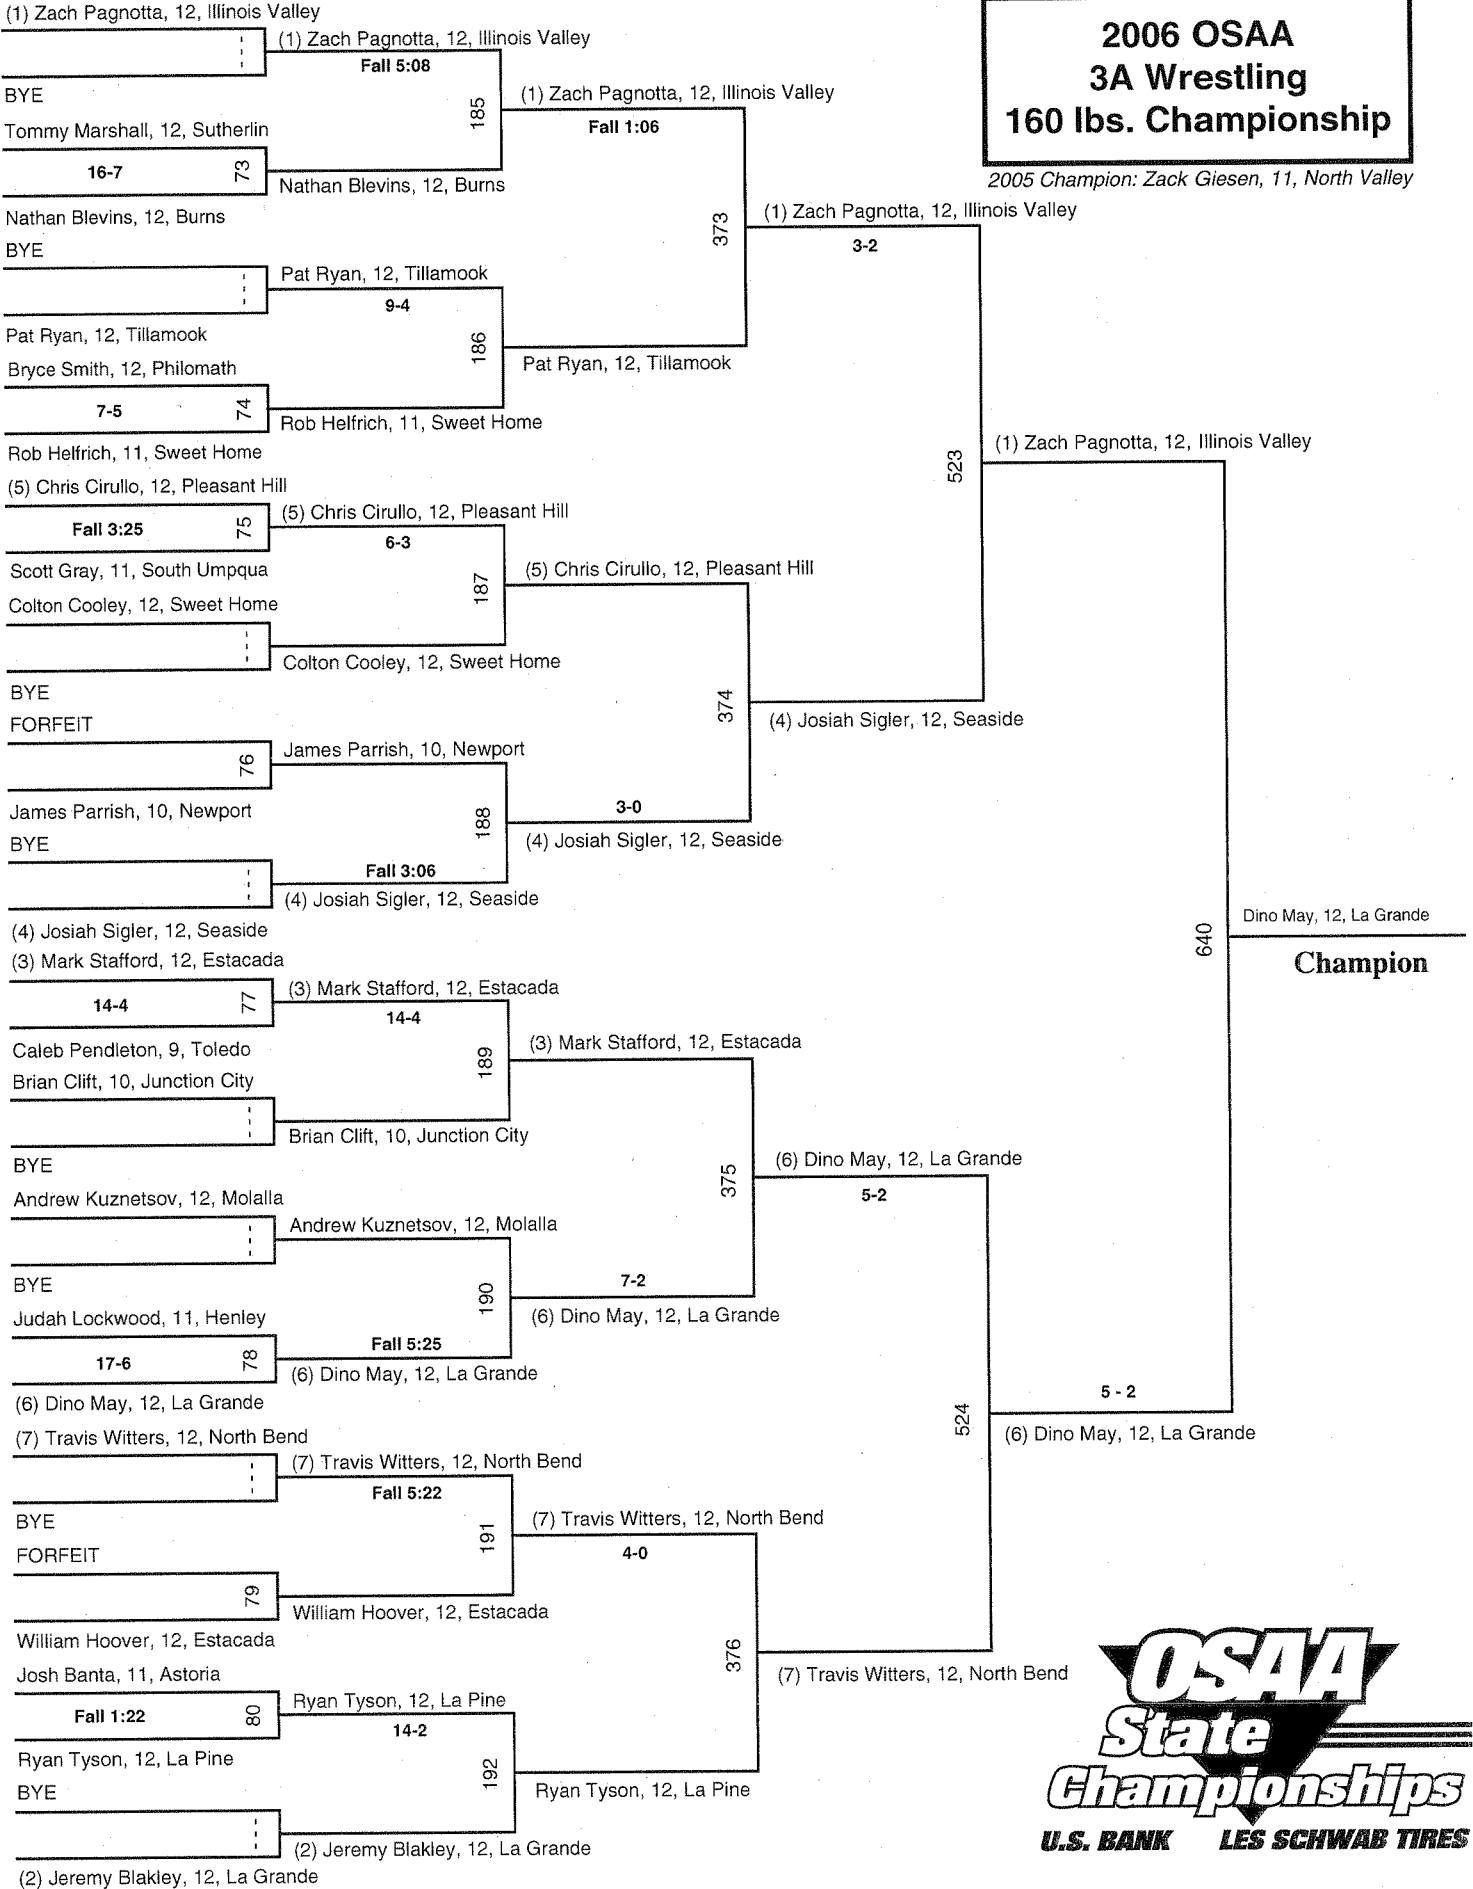 (1) Zach Pagnotta, 12, Illinois Valley
BYE
Tommy Marshall, 12, Sutherlin
16-7
73
Nathan Blevins, 12, Burns
BYE
Pat Ryan, 12, Tillamook
Bryce Smith, 12, Philomath
7-5
74
Rob Helfrich, 11, Sweet Home
(5) Chris Cirullo, 12, Pleasant Hill
Fall 3:25
75
Scott Gray, 11, South Umpqua
Colton Cooley, 12, Sweet Home
BYE
FORFEIT
76
James Parrish, 10, Newport
BYE
(4) Josiah Sigler, 12, Seaside
(3) Mark Stafford, 12, Estacada
14-4
77
Caleb Pendleton, 9, Toledo
Brian Clift, 10, Junction City
BYE
Andrew Kuznetsov, 12, Molalla
BYE
Judah Lockwood, 11, Henley
17-6
78
(6) Dino May, 12, La Grande
(7) Travis Witters, 12, North Bend
BYE
FORFEIT
79
William Hoover, 12, Estacada
Josh Banta, 11, Astoria
Fall 1:22
80
Ryan Tyson, 12, La Pine
BYE
(2) Jeremy Blakley, 12, La Grande
(1) Zach Pagnotta, 12, Illinois Valley
Fall 5:08
185
Nathan Blevins, 12, Burns
Pat Ryan, 12, Tillamook
9-4
186
Rob Helfrich, 11, Sweet Home
(5) Chris Cirullo, 12, Pleasant Hill
6-3
187
Colton Cooley, 12, Sweet Home
James Parrish, 10, Newport
188
Fall 3:06
(4) Josiah Sigler, 12, Seaside
(3) Mark Stafford, 12, Estacada
14-4
189
Brian Clift, 10, Junction City
Andrew Kuznetsov, 12, Molalla
190
Fall 5:25
(6) Dino May, 12, La Grande
(7) Travis Witters, 12, North Bend
Fall 5:22
191
William Hoover, 12, Estacada
Ryan Tyson, 12, La Pine
14-2
192
(2) Jeremy Blakley, 12, La Grande
(1) Zach Pagnotta, 12, Illinois Valley
Fall 1:06
373
Pat Ryan, 12, Tillamook
(5) Chris Cirullo, 12, Pleasant Hill
374
3-0
(4) Josiah Sigler, 12, Seaside
(3) Mark Stafford, 12, Estacada
375
7-2
(6) Dino May, 12, La Grande
(7) Travis Witters, 12, North Bend
4-0
376
Ryan Tyson, 12, La Pine
(1) Zach Pagnotta, 12, Illinois Valley
3-2
523
(4) Josiah Sigler, 12, Seaside
(6) Dino May, 12, La Grande
5-2
524
(7) Travis Witters, 12, North Bend
(1) Zach Pagnotta, 12, Illinois Valley
640
5 - 2
(6) Dino May, 12, La Grande
Dino May, 12, La Grande
Champion
2006 OSAA
3A Wrestling
160 lbs. Championship
2005 Champion: Zack Giesen, 11, North Valley
OSAA
State
Championships
U.S. BANK LES SCHWAB TIRES